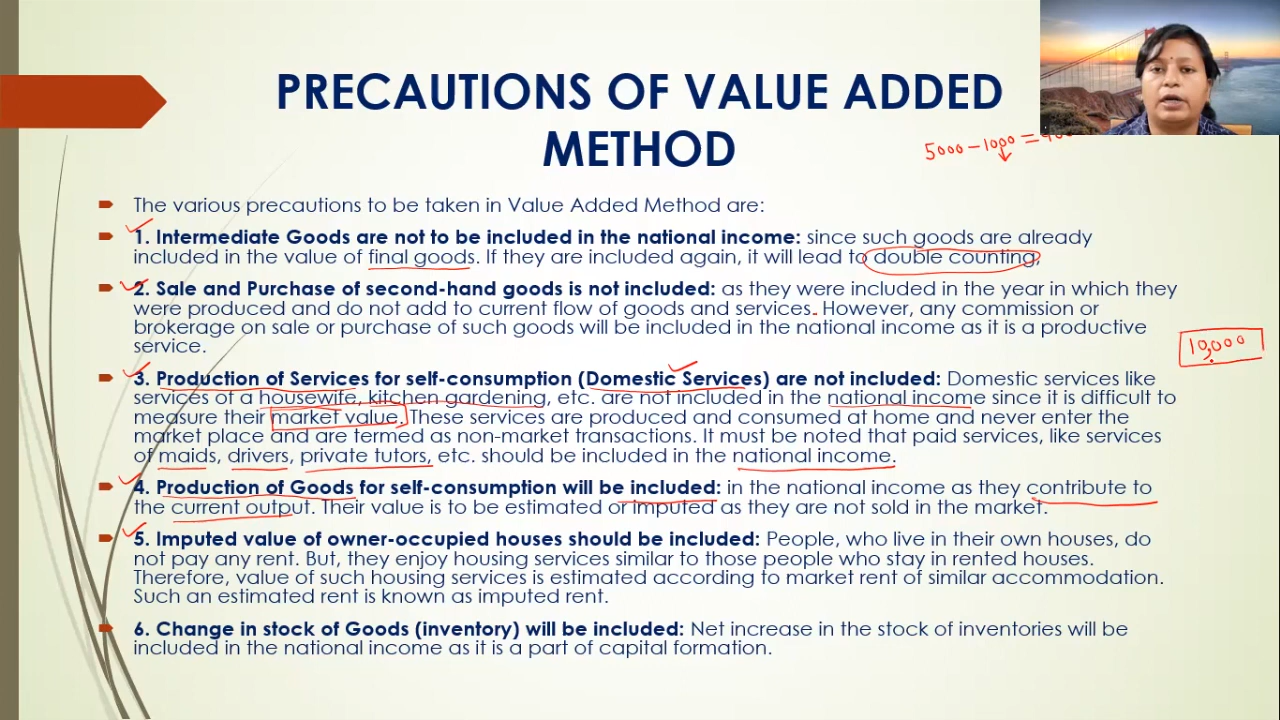 PRECAUTIONS OF VALUE ADDED
METHOD
5000 - 1000 =
The various precautions to be taken in Value Added Method are:
1. Intermediate Goods are not to be included in the national income: since such goods are already
included in the value of final goods. If they are included again, it will lead to double counting,
2. Sale and Purchase of second-hand goods is not included: as they were included in the year in which they
were produced and do not add to current flow of goods and services. However, any commission or
brokerage on sale or purchase of such goods will be included in the national income as it is a productive
service.
10,000
3. Production of Services for self-consumption (Domestic Services) are not included: Domestic services like
services of a housewife, kitchen gardening, etc. are not included in the national income since it is difficult to
measure their market value. These services are produced and consumed at home and never enter the
market place and are termed as non-market transactions. It must be noted that paid services, like services
of maids, drivers, private tutors, etc. should be included in the national income.
4. Production of Goods for self-consumption will be included: in the national income as they contribute to
the current output. Their value is to be estimated or imputed as they are not sold in the market.
5. Imputed value of owner-occupied houses should be included: People, who live in their own houses, do
not pay any rent. But, they enjoy housing services similar to those people who stay in rented houses.
Therefore, value of such housing services is estimated according to market rent of similar accommodation.
Such an estimated rent is known as imputed rent.
6. Change in stock of Goods (inventory) will be included: Net increase in the stock of inventories will be
included in the national income as it is a part of capital formation.